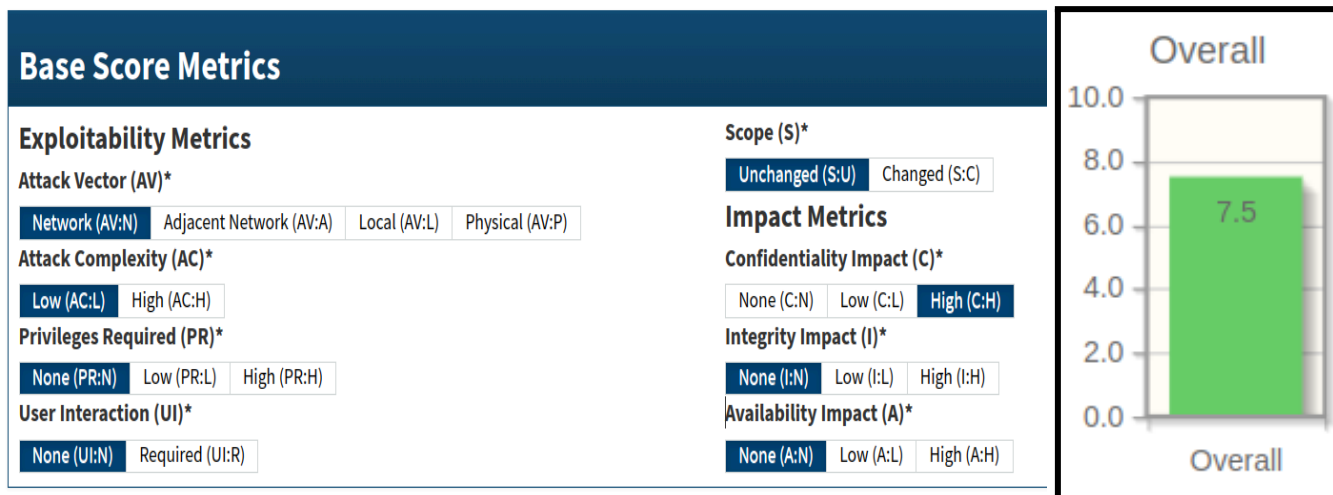 Base Score Metrics
Exploitability Metrics
Attack Vector (AV)*
Network (AV:N) Adjacent Network (AV:A) Local (AV:L) Physical (AV:P)
Attack Complexity (AC)*
Low (AC:L) High (AC:H)
Privileges Required (PR)*
None (PR:N) Low (PR:L) High (PR:H)
User Interaction (UI)*
None (UI:N) Required (UI:R)
Scope (S)*
Unchanged (S:U) Changed (S:C)
Impact Metrics
Confidentiality Impact (C)*
None (C:N) Low (C:L) High (C:H)
Integrity Impact (I)*
None (I:N) Low (I:L) High (I:H)
Availability Impact (A)*
None (A:N) Low (A:L) High (A:H)
Overall
10.0
8.0
7.5
6.0
4.0
2.0
0.0
Overall